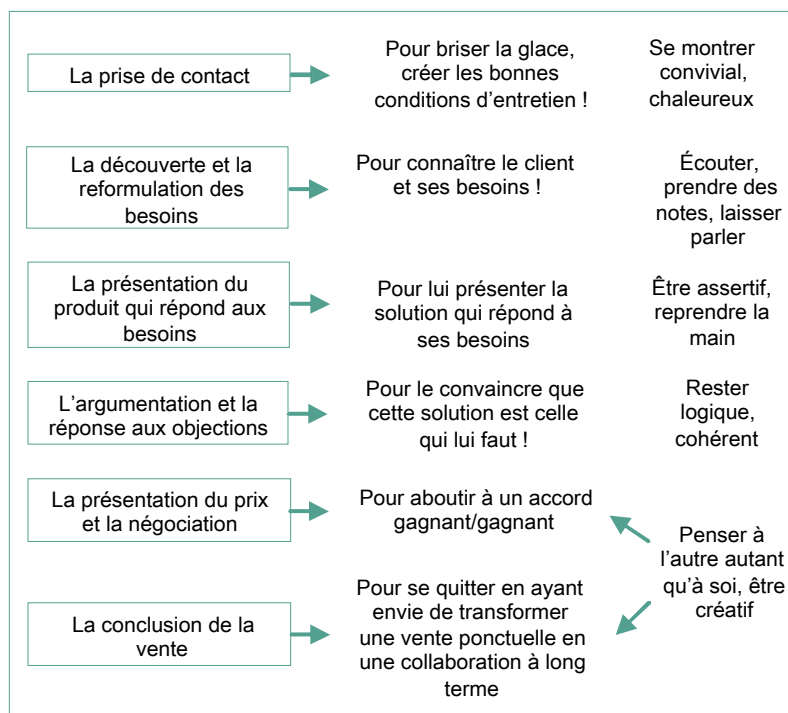 La prise de contact
Pour briser la glace,
créer les bonnes
conditions d'entretien !
Se montrer
convivial,
chaleureux
La découverte et la
reformulation des
besoins
Pour connaître le client
et ses besoins !
Écouter,
prendre des
notes, laisser
parler
La présentation du
produit qui répond aux
besoins
Pour lui présenter la
solution qui répond à
ses besoins
Être assertif,
reprendre la
main
L'argumentation et la
réponse aux objections
Pour le convaincre que
cette solution est celle
qui lui faut !
Rester
logique,
cohérent
La présentation du prix
et la négociation
Pour aboutir à un accord
gagnant/gagnant
Penser à
l'autre autant
qu'à soi, être
créatif
La conclusion de la
vente
Pour se quitter en ayant
envie de transformer
une vente ponctuelle en
une collaboration à long
terme